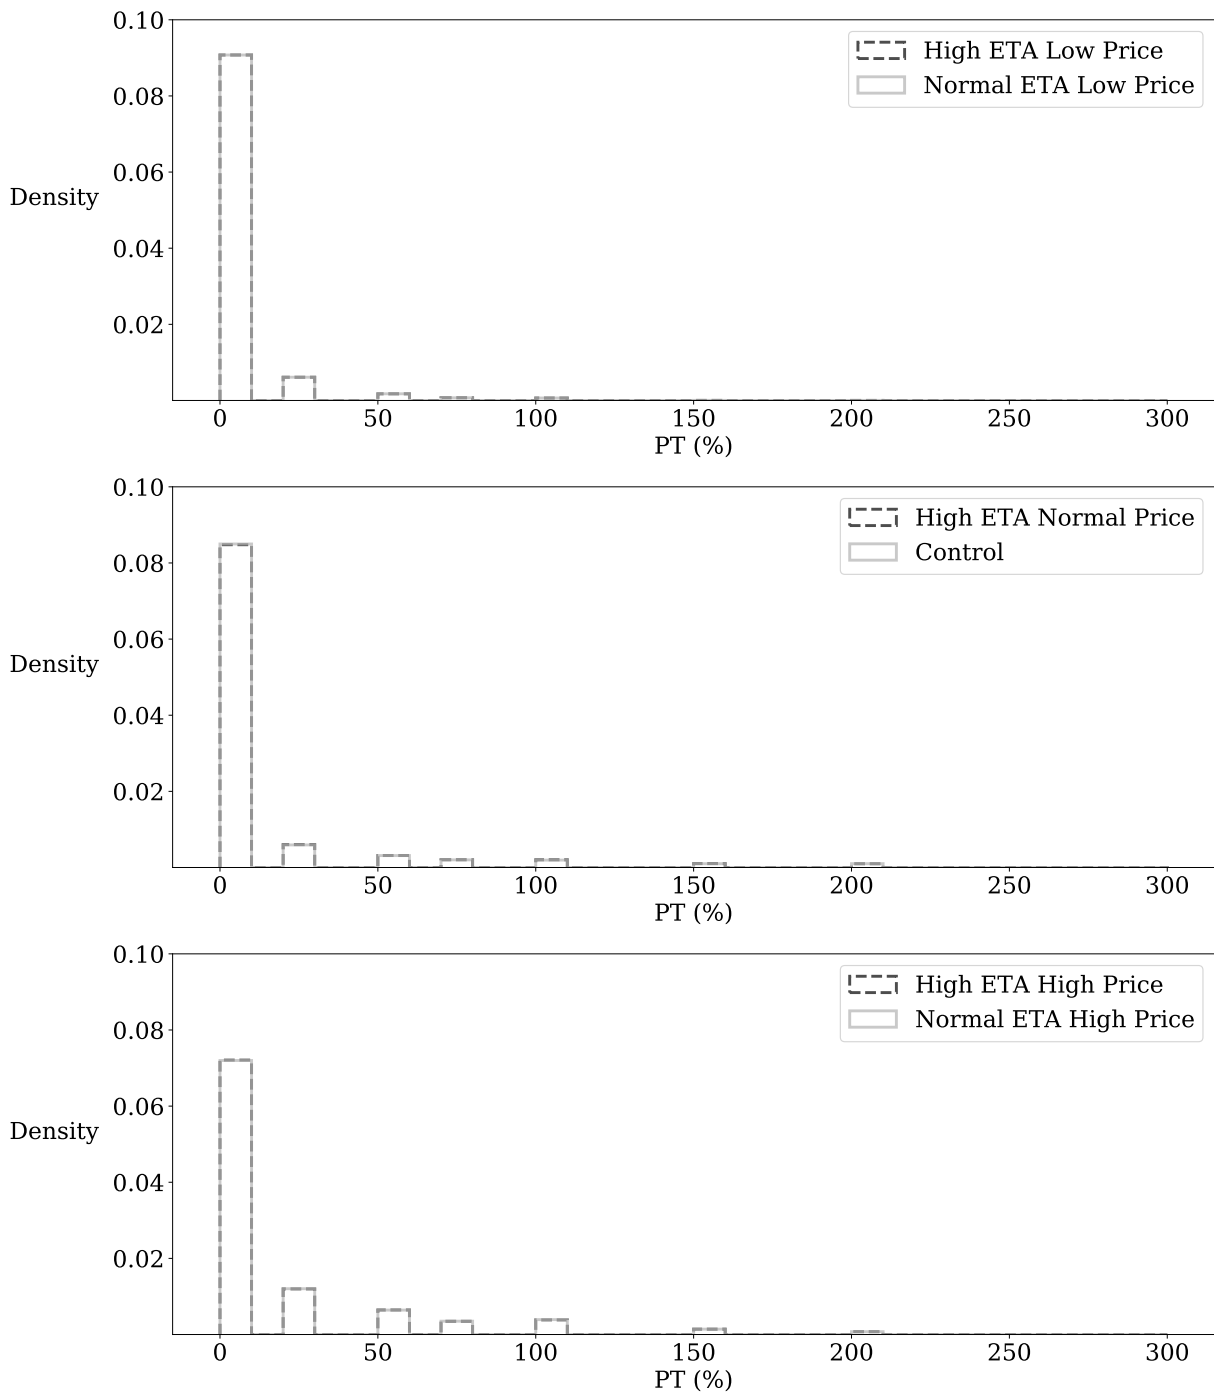 0.10
High ETA Low Price
Normal ETA Low Price
0.08
0.06
Density
0.04
0.02
0 50 100 150 200 250 300
PT (%)
0.10
High ETA Normal Price
Control
0.08
0.06
Density
0.04
0.02
0 50 100 150 200 250 300
PT (%)
0.10
High ETA High Price
Normal ETA High Price
0.08
0.06
Density
0.04
0.02
0 50 100 150 200 250 300
PT (%)